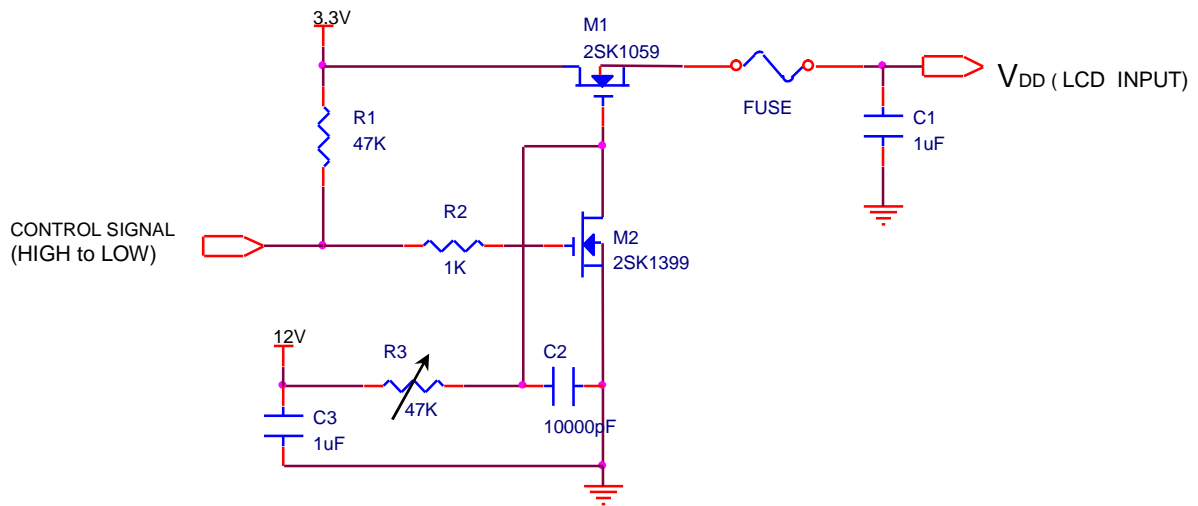 3.3V
M1
2SK1059
FUSE
VDD ( LCD INPUT)
R1
47K
C1
1uF
CONTROL SIGNAL
(HIGH to LOW)
R2
1K
M2
2SK1399
12V
R3
47K
C2
10000pF
C3
1uF